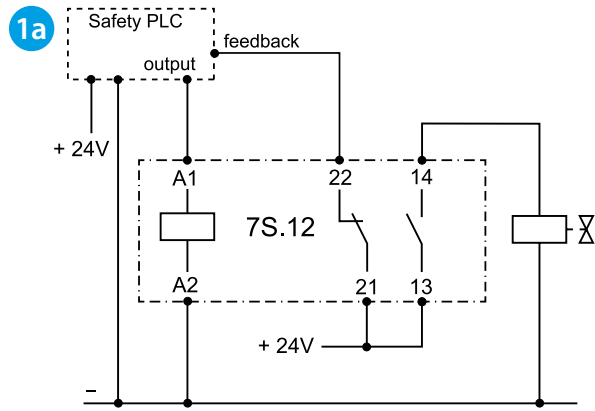 1a
Safety PLC
feedback
output
+ 24V
A1
22
14
7S.12
A2
21
13
+ 24V
–